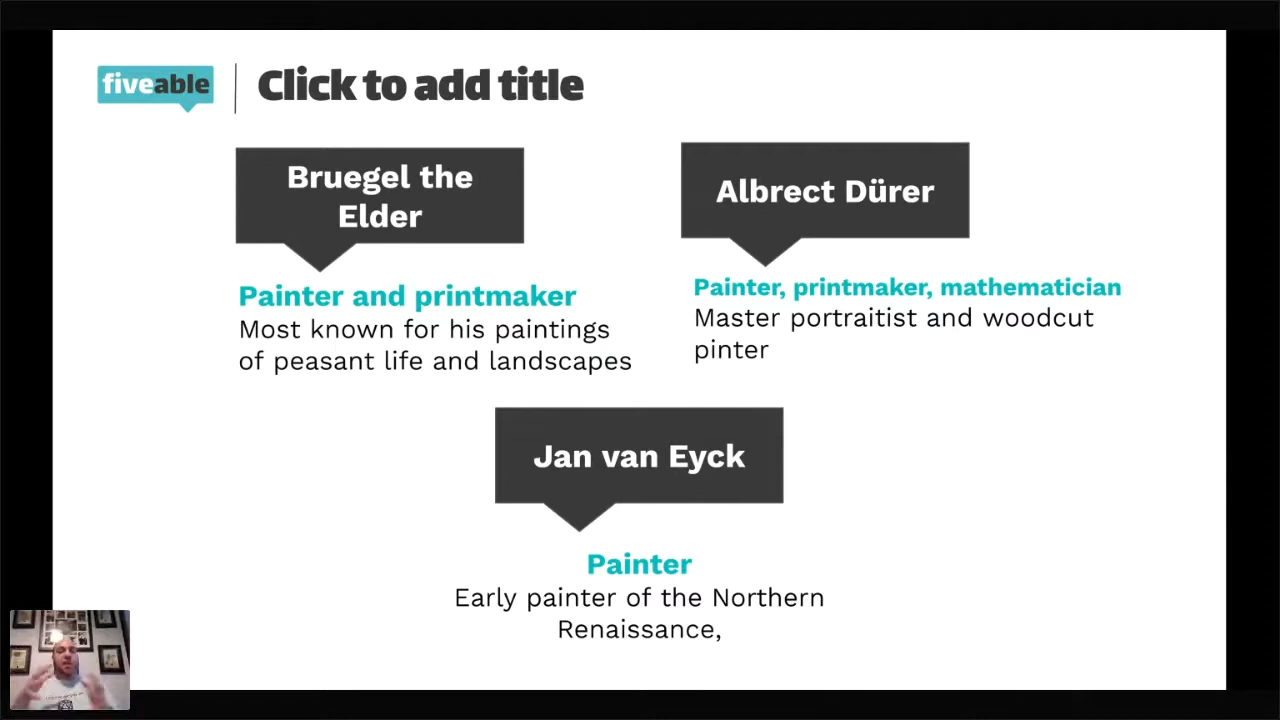 fiveable
Click to add title
Bruegel the
Elder
Painter and printmaker
Most known for his paintings
of peasant life and landscapes
Albrect Dürer
Painter, printmaker, mathematician
Master portraitist and woodcut
pinter
Jan van Eyck
Painter
Early painter of the Northern
Renaissance,